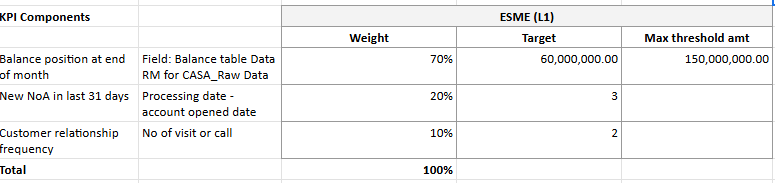 KPI Components ESME (L1)
Weight Target Max threshold amt
Balance position at end Field: Balance table Data 70% 60,000,000.00 150,000,000.00
of month RM for CASA_Raw Data
New NoA in last 31 days Processing date - 20% 3
account opened date
Customer relationship No of visit or call 10% 2
frequency
Total 100%